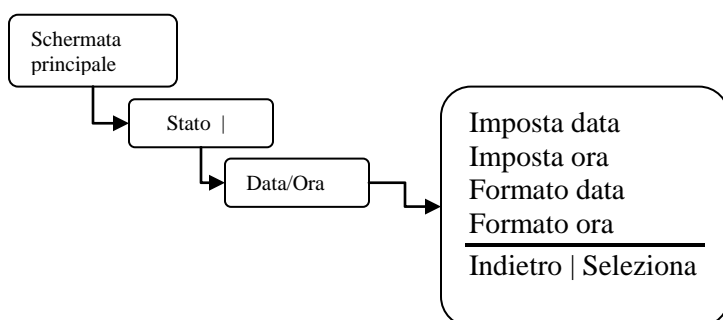 Schermata
principale
Stato |
Data/Ora
Imposta data
Imposta ora
Formato data
Formato ora
Indietro | Seleziona